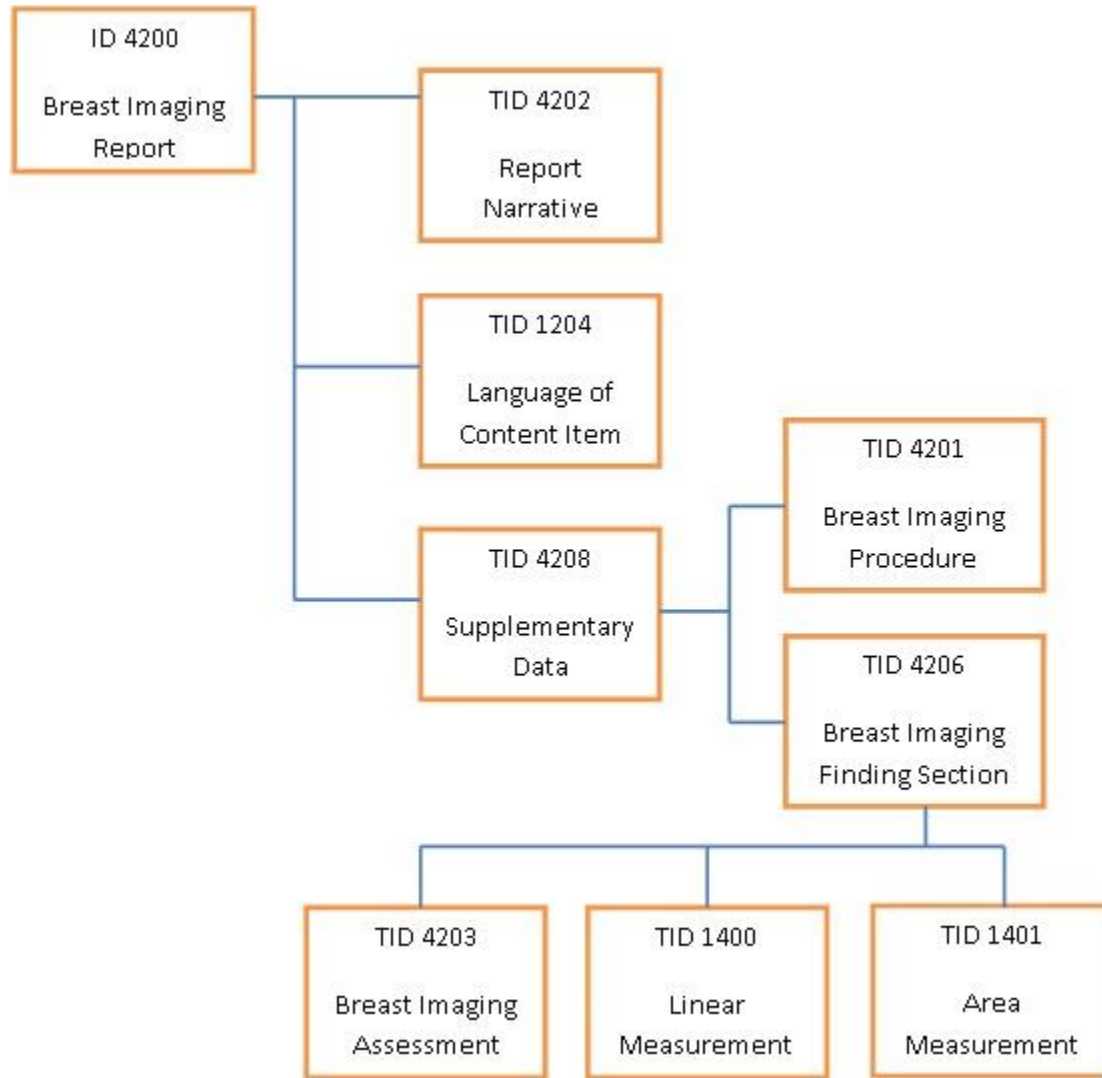 ID 4200
Breast Imaging
Report
TID 4202
Report
Narrative
TID 1204
Language of
Content Item
TID 4201
Breast Imaging
Procedure
TID 4208
Supplementary
Data
TID 4206
Breast Imaging
Finding Section
TID 4203
Breast Imaging
Assessment
TID 1400
Linear
Measurement
TID 1401
Area
Measurement